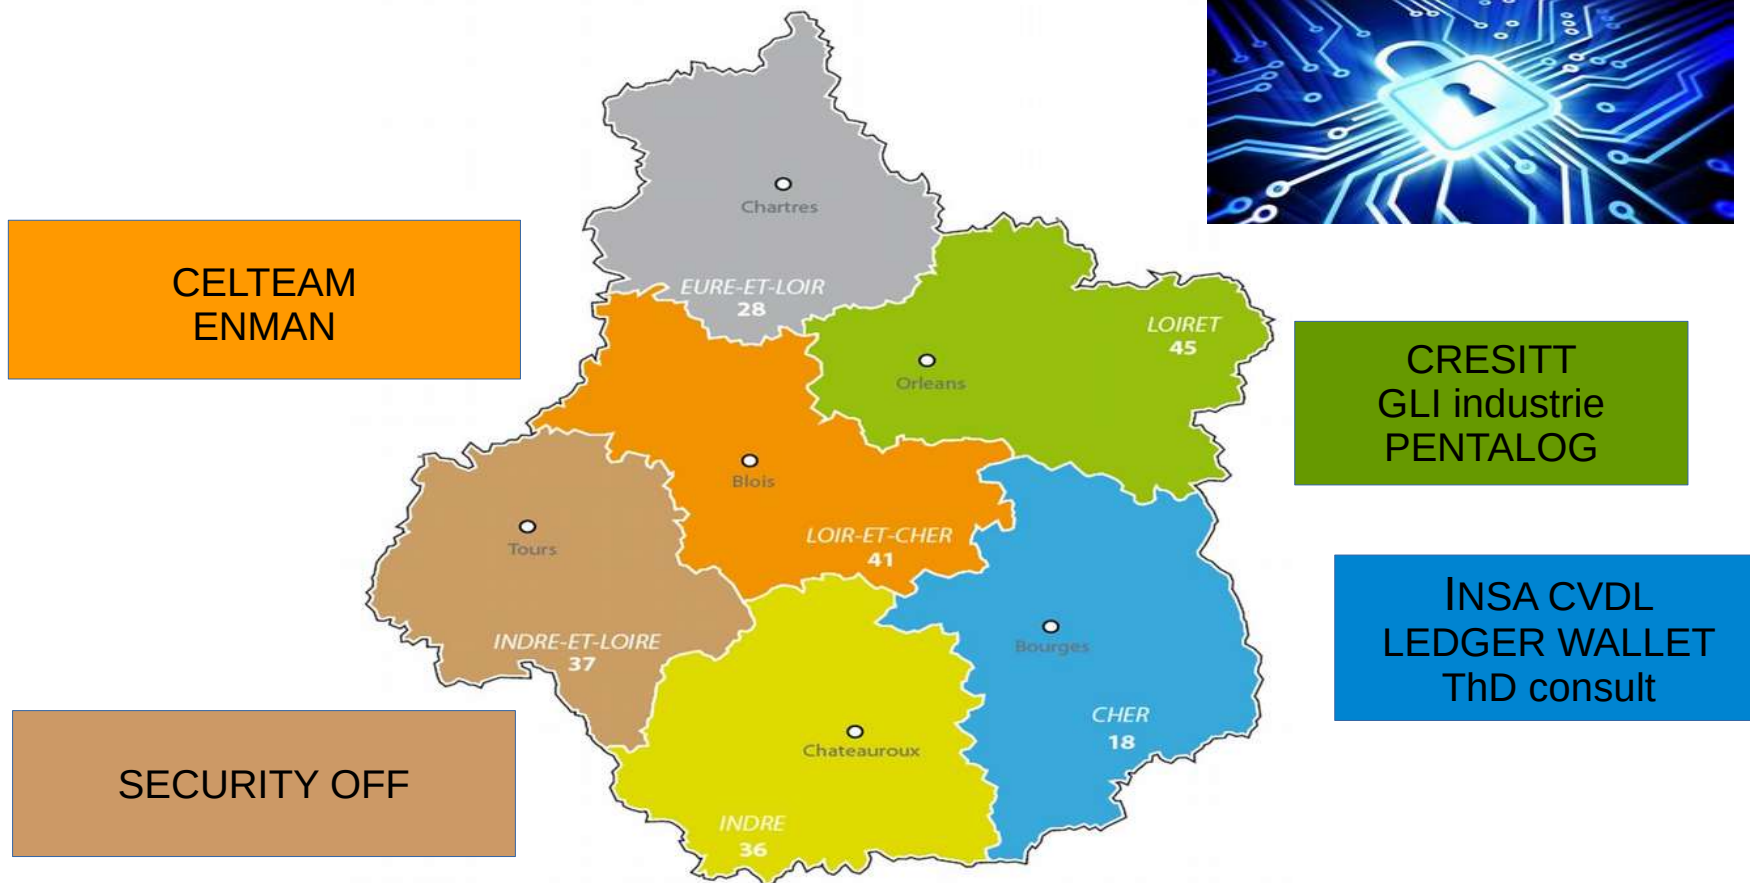 Chartres
EURE-ET-LOIR
28
CELTEAM
ENMAN
LOIRET
45
Orleans
CRESITT
GLI industrie
PENTALOG
Blois
LOIR-ET-CHER
41
Tours
INDRE-ET-LOIRE
37
INSA CVDL
LEDGER WALLET
ThD consult
Bourges
CHER
18
Chateauroux
SECURITY OFF
INDRE
36